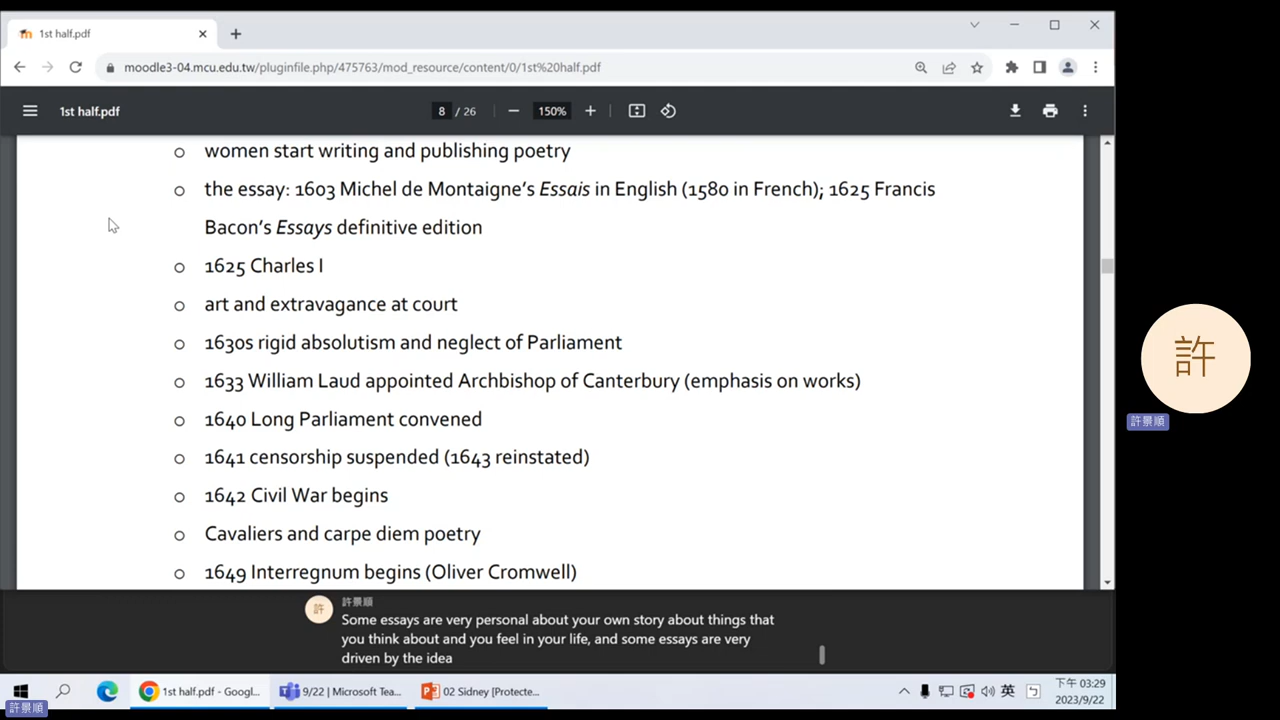 1st half.pdf
moodle3-04.mcu.edu.tw/pluginfile.php/475763/mod_resource/content/0/1st%20half.pdf
1st half.pdf
8 / 26
150%
women start writing and publishing poetry
the essay: 1603 Michel de Montaigne's Essais in English (1580 in French); 1625 Francis
Bacon's Essays definitive edition
1625 Charles I
art and extravagance at court
1630s rigid absolutism and neglect of Parliament
1633 William Laud appointed Archbishop of Canterbury (emphasis on works)
1640 Long Parliament convened
1641 censorship suspended (1643 reinstated)
1642 Civil War begins
Cavaliers and carpe diem poetry
1649 Interregnum begins (Oliver Cromwell)
許
許景順
許
許景順
Some essays are very personal about your own story about things that
you think about and you feel in your life, and some essays are very
driven by the idea
1st half.pdf - Googl...
9/22 | Microsoft Tea...
02 Sidney [Protecte...
英
下午 03:29
2023/9/22
許景順